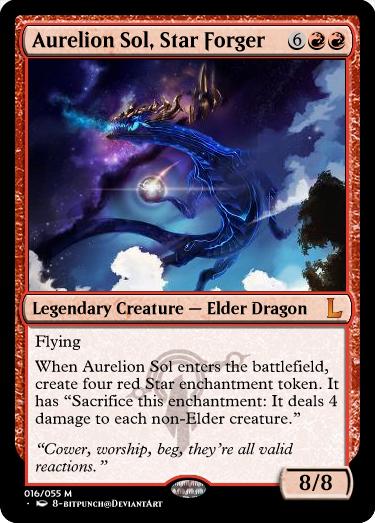 Aurelion Sol, Star Forger 6
Legendary Creature — Elder Dragon L
Flying
When Aurelion Sol enters the battlefield,
create four red Star enchantment token. It
has “Sacrifice this enchantment: It deals 4
damage to each non-Elder creature.”
“Cower, worship, beg, they're all valid
reactions.”
8/8
016/055 M
· 8-bitpunch@DeviantArt